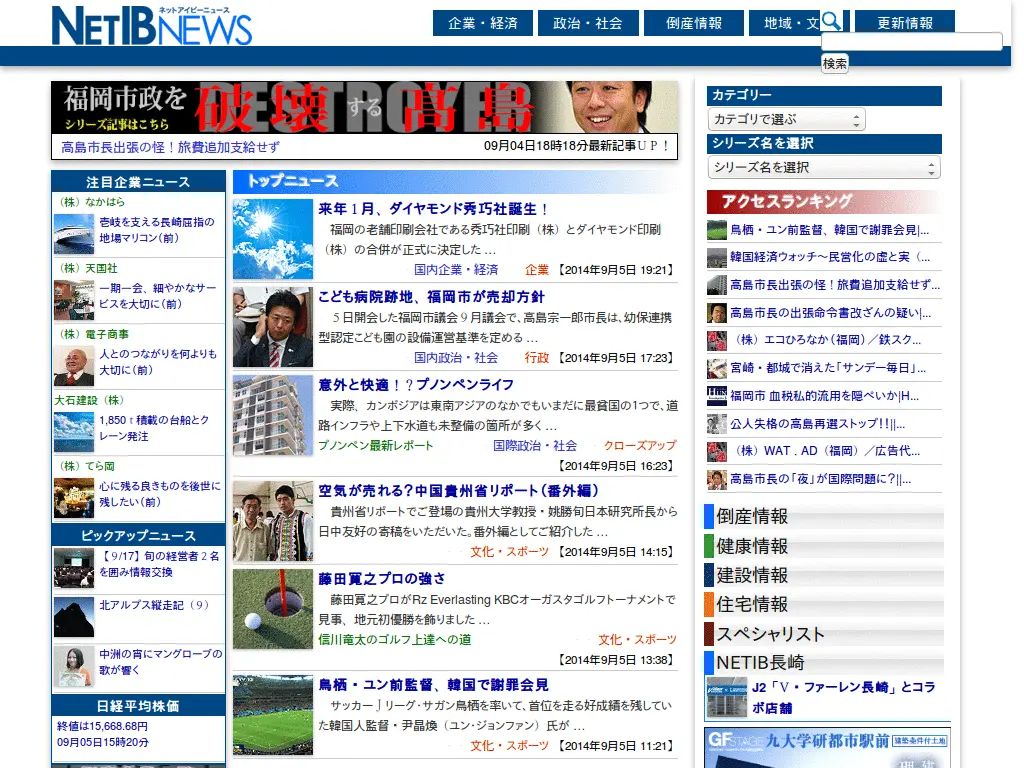 ネットアイビーニュース
NETIBNEWS
企業・経済
政治・社会
倒産情報
地域・文
更新情報
検索
福岡市政を
破壊する高島
DESTROYER
シリーズ記事はこちら
高島市長出張の怪！旅費追加支給せず
09月04日18時18分最新記事ＵＰ！
注目企業ニュース
（株）なかはら
壱岐を支える長崎屈指の
地場マリコン（前）
（株）天国社
一期一会、細やかなサー
ビスを大切に（前）
（株）電子商事
人とのつながりを何よりも
大切に（前）
大石建設（株）
1,850ｔ積載の台船とク
レーン発注
（株）てら岡
心に残る良きものを後世に
残したい（前）
ピックアップニュース
【9/17】旬の経営者２名
を囲み情報交換
北アルプス縦走記（９）
中洲の宵にマングローブの
歌が響く
日経平均株価
終値は15,668.68円
09月05日15時20分
トップニュース
来年１月、ダイヤモンド秀巧社誕生！
福岡の老舗印刷会社である秀巧社印刷（株）とダイヤモンド印刷
（株）の合併が正式に決定した ...
国内企業・経済 企業 【2014年9月5日 19:21】
こども病院跡地、福岡市が売却方針
５日開会した福岡市議会９月議会で、高島宗一郎市長は、幼保連携
型認定こども園の設備運営基準を定める ...
国内政治・社会 行政 【2014年9月5日 17:23】
意外と快適！？プノンペンライフ
実際、カンボジアは東南アジアのなかでもいまだに最貧国の1つで、道
路インフラや上下水道も未整備の箇所が多く ...
プノンペン最新レポート 国際政治・社会 クローズアップ
【2014年9月5日 16:23】
空気が売れる？中国貴州省リポート（番外編）
貴州省リポートでご登場の貴州大学教授・姚勝旬日本研究所長から
日中友好の寄稿をいただいた。番外編としてご紹介した ...
文化・スポーツ 【2014年9月5日 14:15】
藤田寛之プロの強さ
藤田寛之プロがRz Everlasting KBCオーガスタゴルフトーナメントで
見事、地元初優勝を飾りました ...
信川竜太のゴルフ上達への道 文化・スポーツ
【2014年9月5日 13:38】
鳥栖・ユン前監督、韓国で謝罪会見
サッカーＪリーグ・サガン鳥栖を率いて、首位を走る好成績を残してい
た韓国人監督・尹晶煥（ユン・ジョンファン）氏が ...
文化・スポーツ 【2014年9月5日 11:21】
カテゴリー
カテゴリで選ぶ
シリーズ名を選択
シリーズ名を選択
アクセスランキング
鳥栖・ユン前監督、韓国で謝罪会見|...
韓国経済ウォッチ～民営化の虚と実（...
高島市長出張の怪！旅費追加支給せず...
高島市長の出張命令書改ざんの疑い|...
（株）エコひろなか（福岡）／鉄スク...
宮崎・都城で消えた「サンデー毎日」...
福岡市 血税私的流用を隠ぺいか|H...
公人失格の高島再選ストップ！！||...
（株）WAT．AD（福岡）／広告代...
高島市長の「夜」が国際問題に？||...
倒産情報
健康情報
建設情報
住宅情報
スペシャリスト
NETIB長崎
J2「Ｖ・ファーレン長崎」とコラ
ボ店舗
GF STAGE
九大学研都市駅前
建築条件付土地